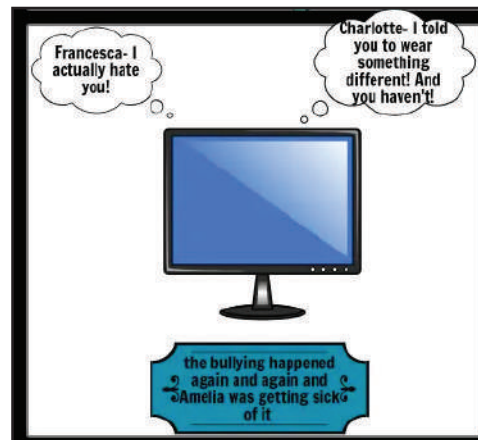 Francesca- I
actually hate
you!
Charlotte- I told
you to wear
something
different! And
you haven't!
the bullying happened
again and again and
Amelia was getting sick
of it